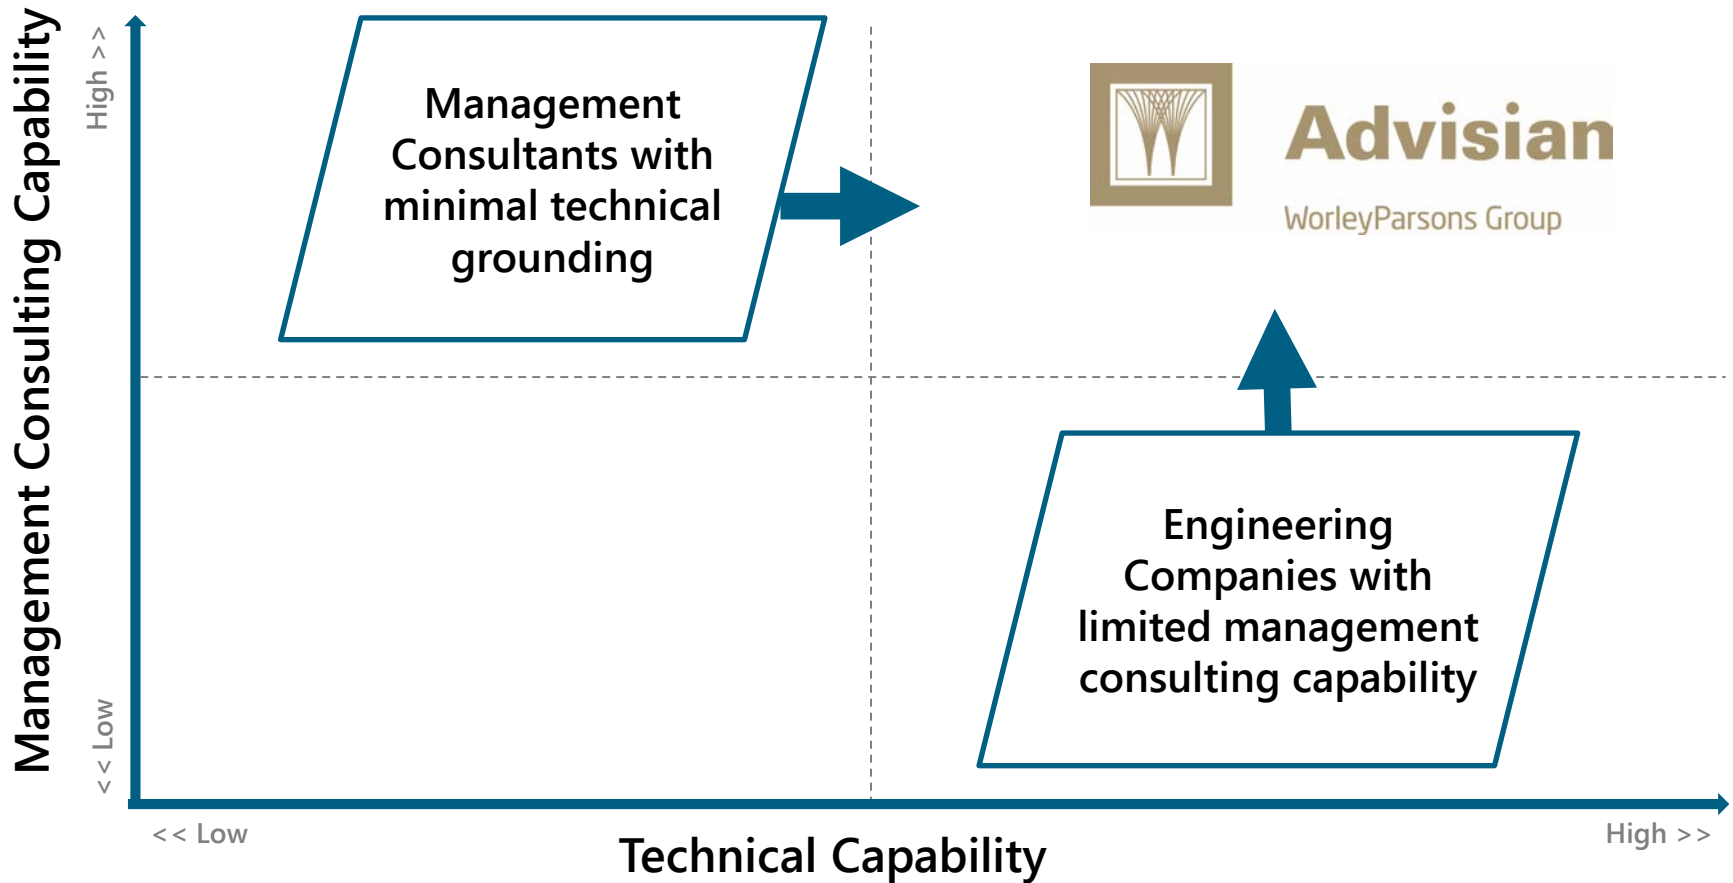 Management Consulting Capability
High >>
<< Low
Management
Consultants with
minimal technical
grounding
Advisian
WorleyParsons Group
Engineering
Companies with
limited management
consulting capability
<< Low
Technical Capability
High >>